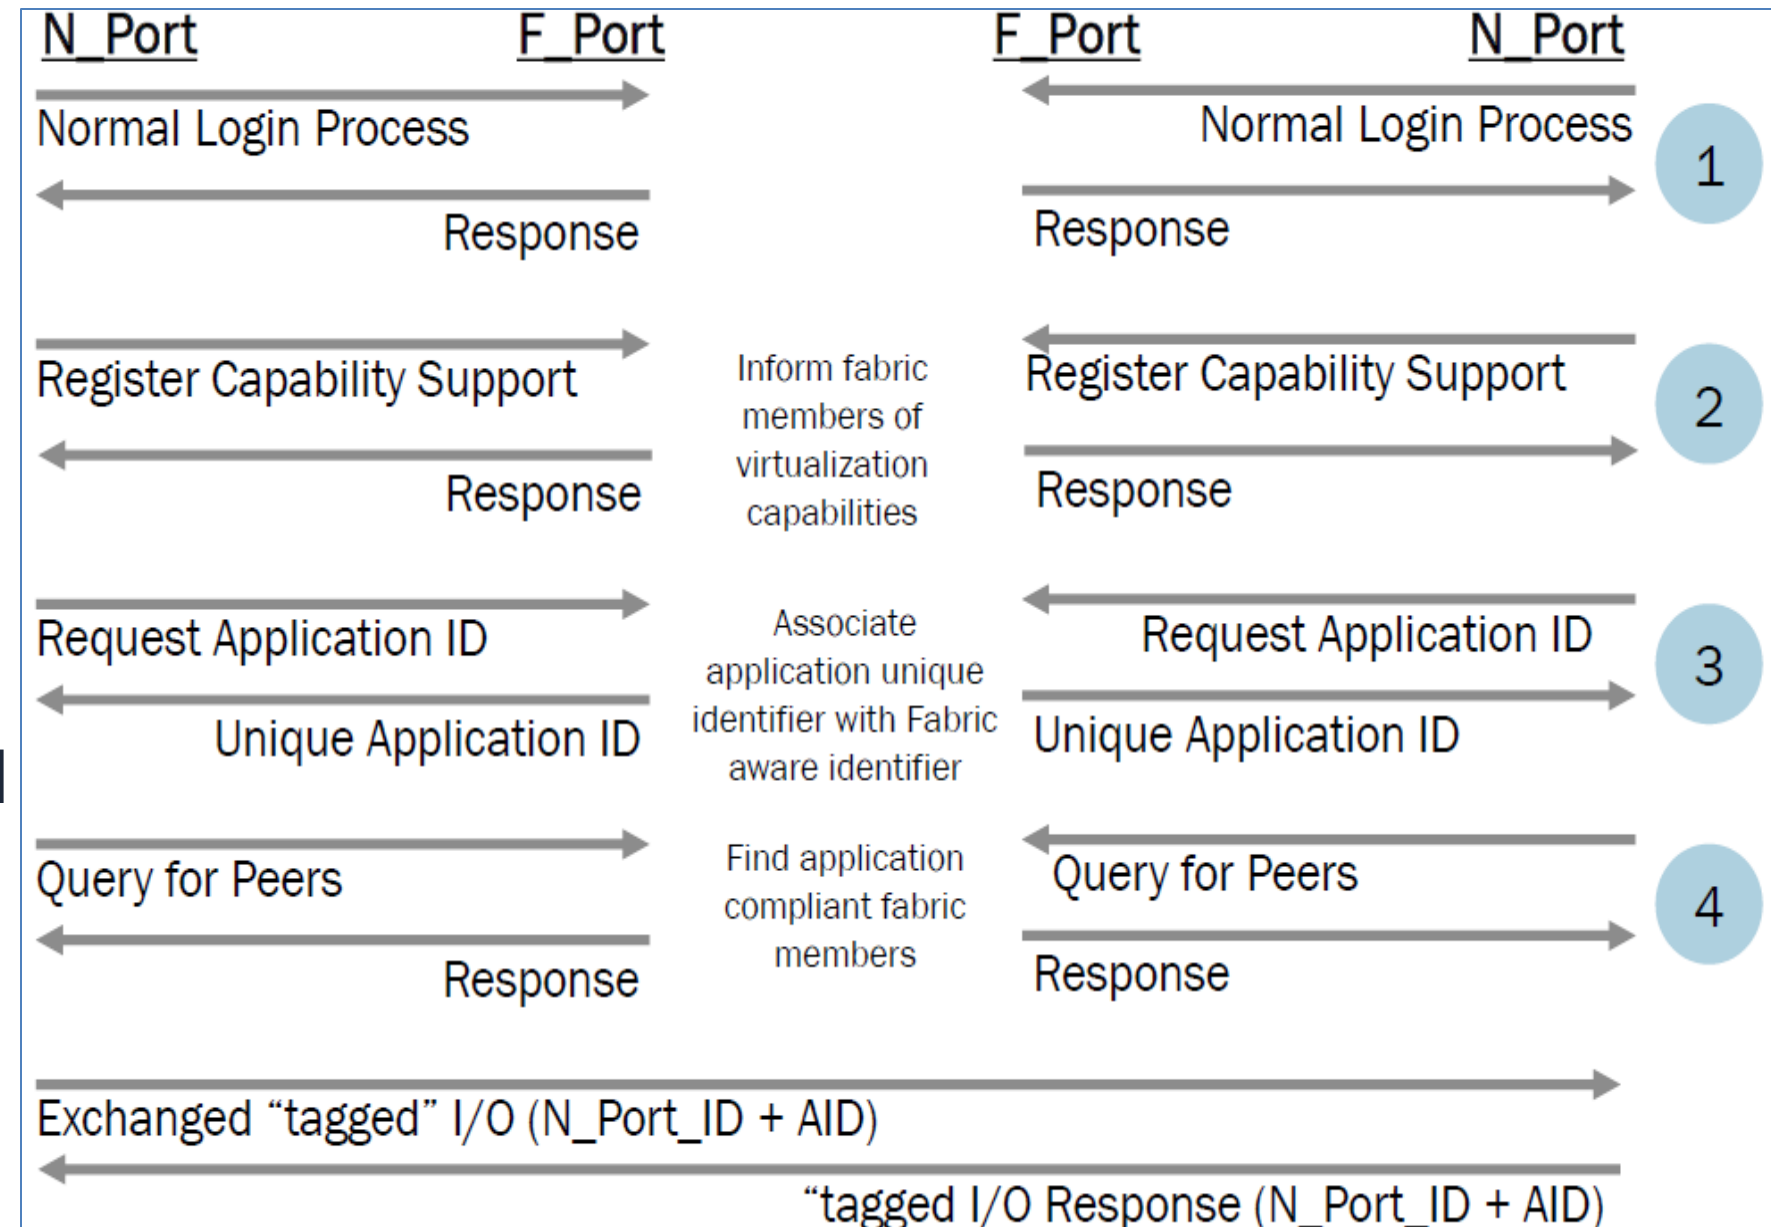 N_Port F_Port F_Port N_Port
Normal Login Process
Normal Login Process
1
Response
Response
Register Capability Support
Inform fabric
members of
virtualization
capabilities
Register Capability Support
2
Response
Response
Request Application ID
Associate
application unique
identifier with Fabric
aware identifier
Request Application ID
3
Unique Application ID
Unique Application ID
Query for Peers
Find application
compliant fabric
members
Query for Peers
4
Response
Response
Exchanged “tagged” I/O (N_Port_ID + AID)
“tagged I/O Response (N_Port_ID + AID)